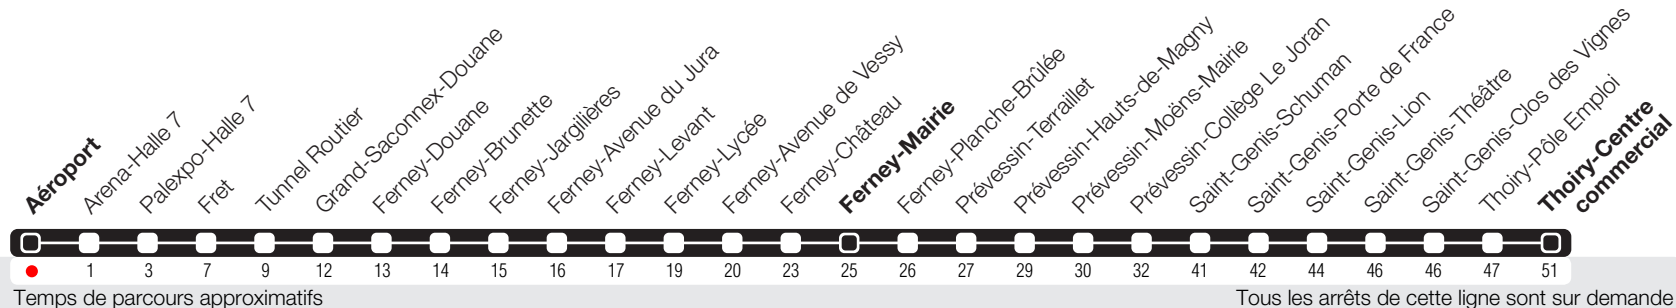 Aéroport
Arena-Halle 7
Palexpo-Halle 7
Fret
Tunnel Routier
Grand-Saconnex-Douane
Ferney-Douane
Ferney-Brunette
Ferney-Jargilières
Ferney-Avenue du Jura
Ferney-Levant
Ferney-Lycée
Ferney-Avenue de Vessy
Ferney-Château
Ferney-Mairie
Ferney-Planche-Brûlée
Prévessin-Terraillet
Prévessin-Hauts-de-Magny
Prévessin-Moëns-Mairie
Prévessin-Collège Le Joran
Saint-Genis-Schuman
Saint-Genis-Porte de France
Saint-Genis-Lion
Saint-Genis-Théâtre
Saint-Genis-Clos des Vignes
Thoiry-Pôle Emploi
Thoiry-Centre
commercial
1 3 7 9 12 13 14 15 16 17 19 20 23 25 26 27 29 30 32 41 42 44 46 46 47 51
Temps de parcours approximatifs
Tous les arrêts de cette ligne sont sur demande